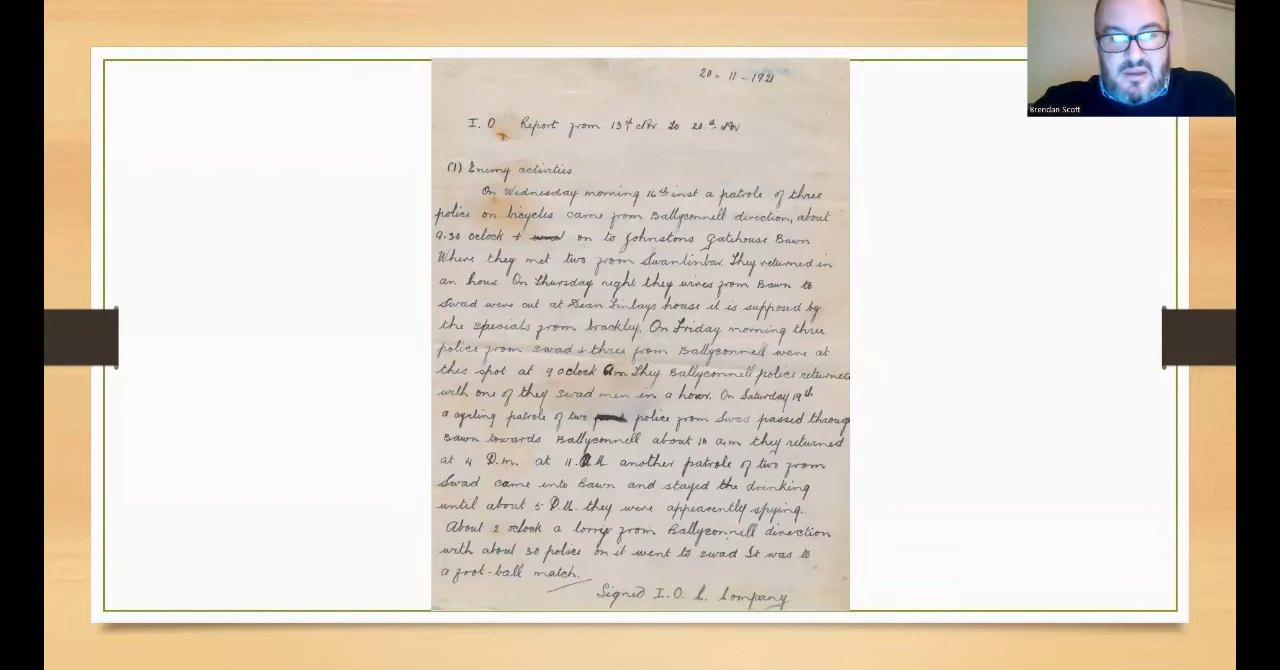 20 - 11 - 1921
I.O Report from 13th Nov to 20th Nov
(1) Enemy activities
On Wednesday morning 16th inst a patrole of three
police on bicycles came from Ballyconnell direction, about
9.30 oclock + on to Johnstons Gatehouse Bawn
Where they met two from Swanlinbar. They returned in
an hour. On Thursday night they wires from Bawn to
Swad were cut at Dean Finlays house it is supposed by
the specials from brackley. On Friday morning three
police from swad & three from Ballyconnell were at
this spot at 9 oclock am They Ballyconnell police returned
with one of they swad men in a hour. On Saturday 19th
a cycling patrole of two police from Swad passed through
Bawn towards Ballyconnell about 10 a.m they returned
at 4 P.m. at 11.A.M. another patrole of two from
Swad came into Bawn and stayed the drinking
until about 5 P.M. they were appearently spying.
About 2 oclock a lorry from Ballyconnell direction
with about 30 police on it went to swad It was to
a foot-ball match.
Signed I.O. Company
Brendan Scott